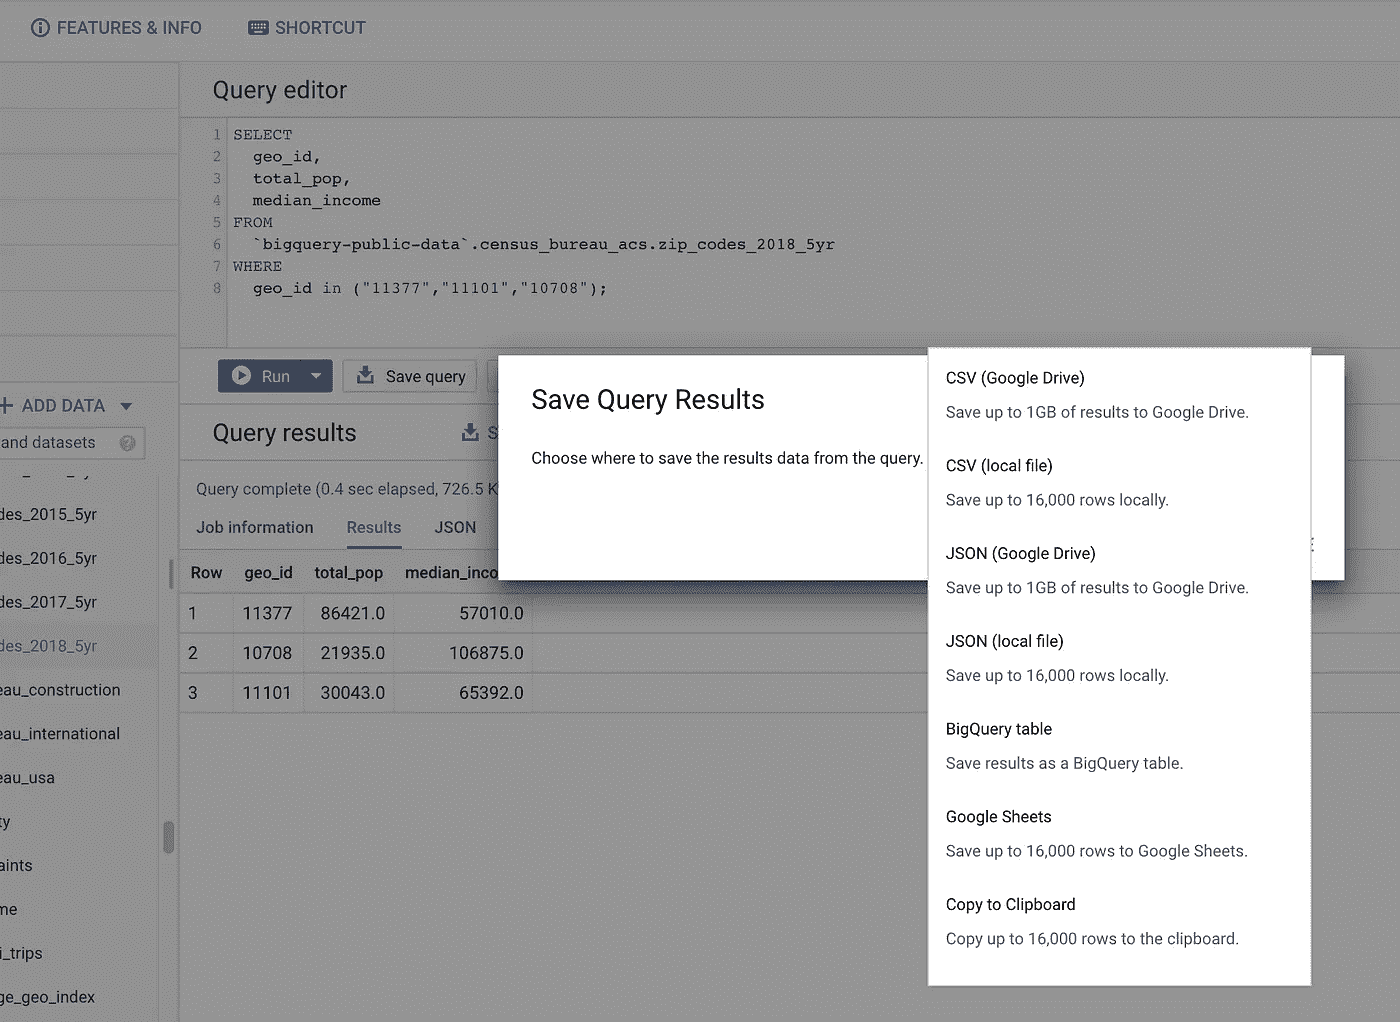 FEATURES & INFO
SHORTCUT
Query editor
1 SELECT
2 geo_id,
3 total_pop,
4 median_income
5 FROM
6 `bigquery-public-data`.census_bureau_acs.zip_codes_2018_5yr
7 WHERE
8 geo_id in ("11377","11101","10708");
Run
Save query
ADD DATA
and datasets
des_2015_5yr
des_2016_5yr
des_2017_5yr
des_2018_5yr
eau_construction
eau_international
eau_usa
ty
aints
me
i_trips
ge_geo_index
Query results
Query complete (0.4 sec elapsed, 726.5 K
Job information Results JSON
Row geo_id total_pop median_inco
1 11377 86421.0 57010.0
2 10708 21935.0 106875.0
3 11101 30043.0 65392.0
Save Query Results
Choose where to save the results data from the query.
CSV (Google Drive)
Save up to 1GB of results to Google Drive.
CSV (local file)
Save up to 16,000 rows locally.
JSON (Google Drive)
Save up to 1GB of results to Google Drive.
JSON (local file)
Save up to 16,000 rows locally.
BigQuery table
Save results as a BigQuery table.
Google Sheets
Save up to 16,000 rows to Google Sheets.
Copy to Clipboard
Copy up to 16,000 rows to the clipboard.